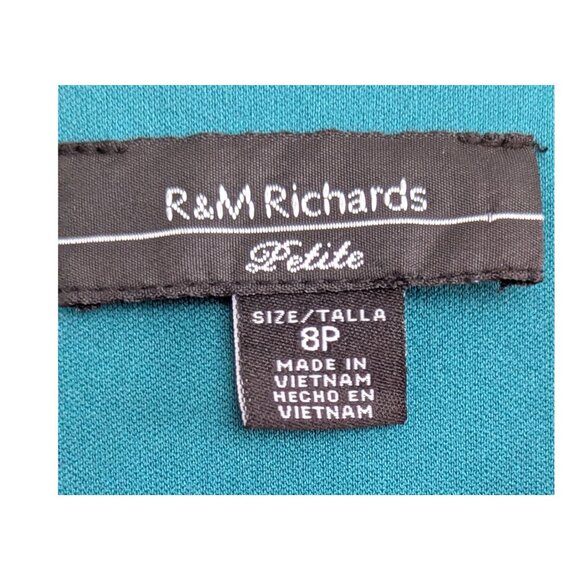 R&M Richards
Petite
SIZE/TALLA
8P
MADE IN
VIETNAM
HECHO EN
VIETNAM